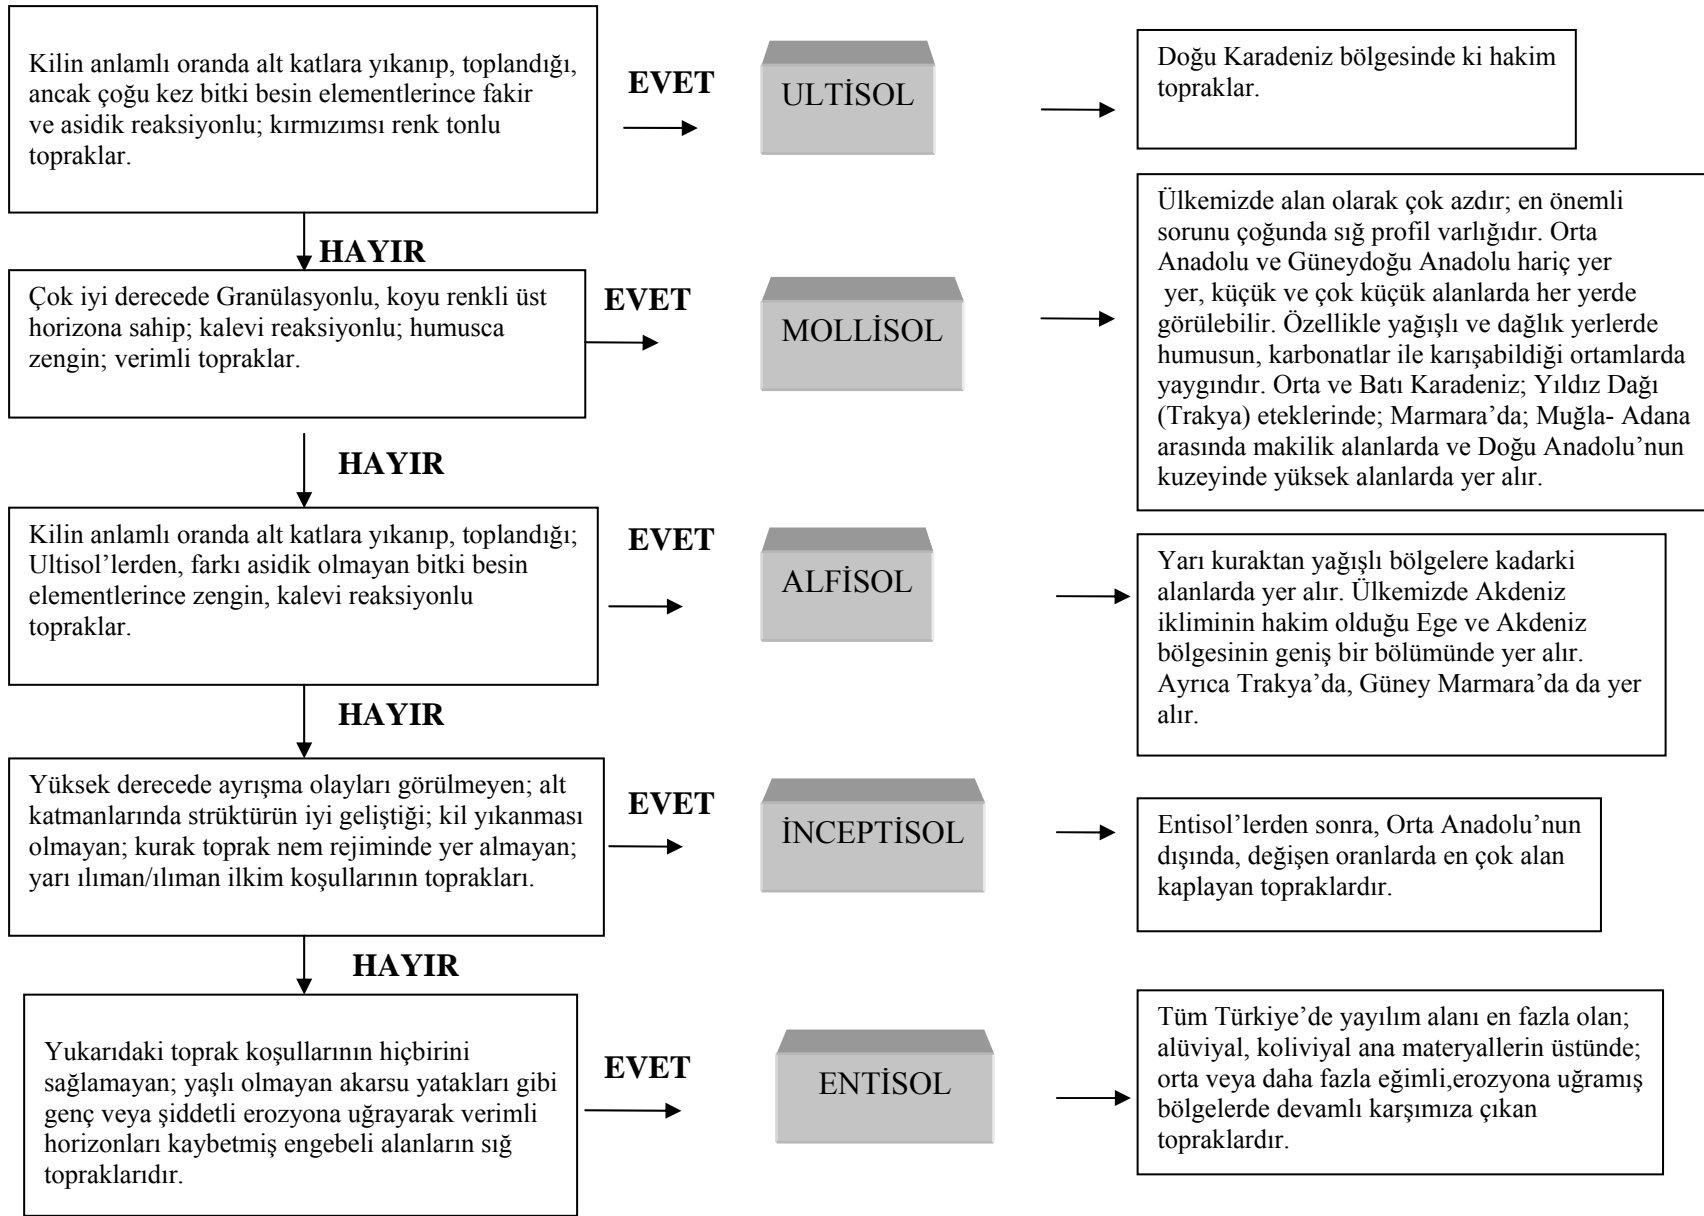 Kilin anlamlı oranda alt katlara yıkanıp, toplandığı,
ancak çoğu kez bitki besin elementlerince fakir
ve asidik reaksiyonlu; kırmızımsı renk tonlu
topraklar.
EVET
ULTİSOL
Doğu Karadeniz bölgesinde ki hakim
topraklar.
HAYIR
Çok iyi derecede Granülasyonlu, koyu renkli üst
horizona sahip; kalevi reaksiyonlu; humusca
zengin; verimli topraklar.
EVET
MOLLİSOL
Ülkemizde alan olarak çok azdır; en önemli
sorunu çoğunda sığ profil varlığıdır. Orta
Anadolu ve Güneydoğu Anadolu hariç yer
yer, küçük ve çok küçük alanlarda her yerde
görülebilir. Özellikle yağışlı ve dağlık yerlerde
humusun, karbonatlar ile karışabildiği ortamlarda
yaygındır. Orta ve Batı Karadeniz; Yıldız Dağı
(Trakya) eteklerinde; Marmara’da; Muğla- Adana
arasında makilik alanlarda ve Doğu Anadolu’nun
kuzeyinde yüksek alanlarda yer alır.
HAYIR
Kilin anlamlı oranda alt katlara yıkanıp, toplandığı;
Ultisol’lerden, farkı asidik olmayan bitki besin
elementlerince zengin, kalevi reaksiyonlu
topraklar.
EVET
ALFİSOL
Yarı kuraktan yağışlı bölgelere kadarki
alanlarda yer alır. Ülkemizde Akdeniz
ikliminin hakim olduğu Ege ve Akdeniz
bölgesinin geniş bir bölümünde yer alır.
Ayrıca Trakya’da, Güney Marmara’da da yer
alır.
HAYIR
Yüksek derecede ayrışma olayları görülmeyen; alt
katmanlarında strüktürün iyi geliştiği; kil yıkanması
olmayan; kurak toprak nem rejiminde yer almayan;
yarı ılıman/ılıman ilkim koşullarının toprakları.
EVET
İNCEPTİSOL
Entisol’lerden sonra, Orta Anadolu’nun
dışında, değişen oranlarda en çok alan
kaplayan topraklardır.
HAYIR
Yukarıdaki toprak koşullarının hiçbirini
sağlamayan; yaşlı olmayan akarsu yatakları gibi
genç veya şiddetli erozyona uğrayarak verimli
horizonları kaybetmiş engebeli alanların sığ
topraklarıdır.
EVET
ENTİSOL
Tüm Türkiye’de yayılım alanı en fazla olan;
alüviyal, koliviyal ana materyallerin üstünde;
orta veya daha fazla eğimli,erozyona uğramış
bölgelerde devamlı karşımıza çıkan
topraklardır.